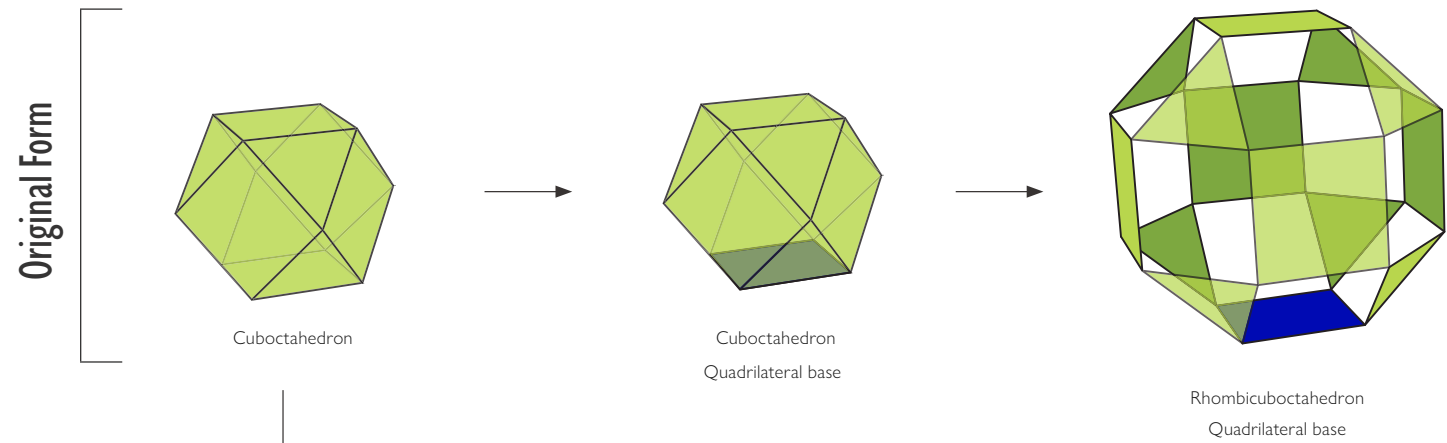 Original Form
Cuboctahedron
Cuboctahedron
Quadrilateral base
Rhombicuboctahedron
Quadrilateral base